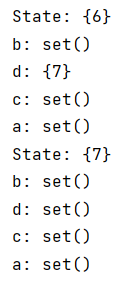 State: {6}
b: set()
d: {7}
c: set()
a: set()
State: {7}
b: set()
d: set()
c: set()
a: set()